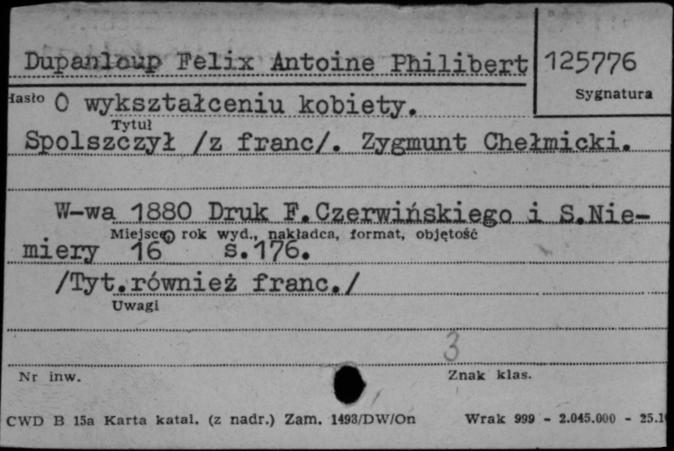 Dupanloup Felix Antoine Philibert 125776
Hasło O wykształceniu kobiety. Sygnatura
Tytuł
Spolszczył /z franc/. Zygmunt Chełmicki.
W-wa 1880 Druk F.Czerwińskiego i S.Nie-
Miejsce, rok wyd., nakładca, format, objętość
miery 16° s.176.
/Tyt.również franc./
Uwagi
3
Nr inw. Znak klas.
CWD B 15a Karta katal. (z nadr.) Zam. 1493/DW/On Wrak 999 - 2.045.000 - 25.1